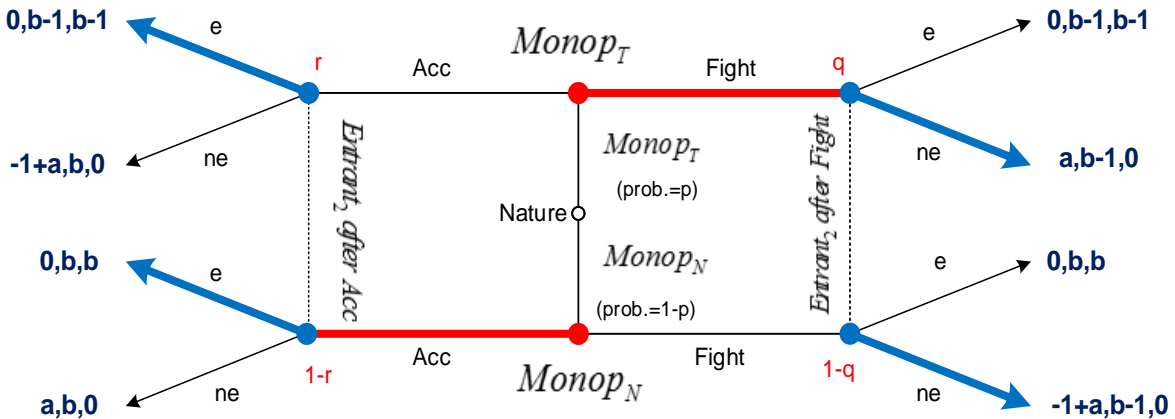 0,b-1,b-1
e
r
Acc
Monop_T
Fight
q
e
0,b-1,b-1
-1+a,b,0
ne
Entrant_2 after Acc
Monop_T
(prob.=p)
Nature
Entrant_2 after Fight
ne
a,b-1,0
0,b,b
e
Monop_N
(prob.=1-p)
e
0,b,b
1-r
Acc
Fight
1-q
a,b,0
ne
Monop_N
ne
-1+a,b-1,0